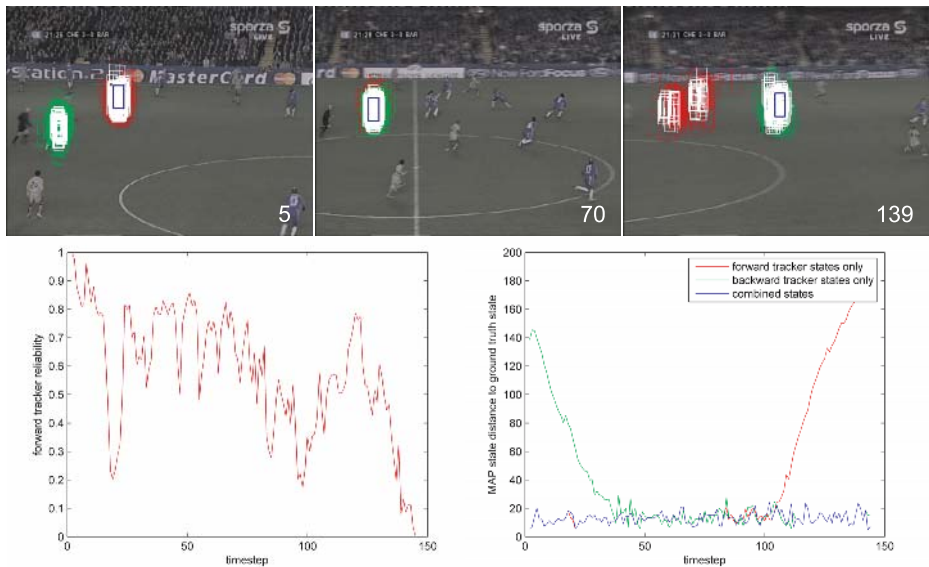 21:26 CHE 3-0 BAR
sporza S
LIVE
MasterCard
5
21:28 CHE 3-0 BAR
sporza S
LIVE
70
21:31 CHE 3-0 BAR
sporza S
LIVE
139
1
0.9
0.8
0.7
0.6
0.5
0.4
0.3
0.2
0.1
0
forward tracker reliability
0
50
100
150
timestep
200
180
160
140
120
100
80
60
40
20
0
MAP state distance to ground truth state
forward tracker states only
backward tracker states only
combined states
0
50
100
150
timestep